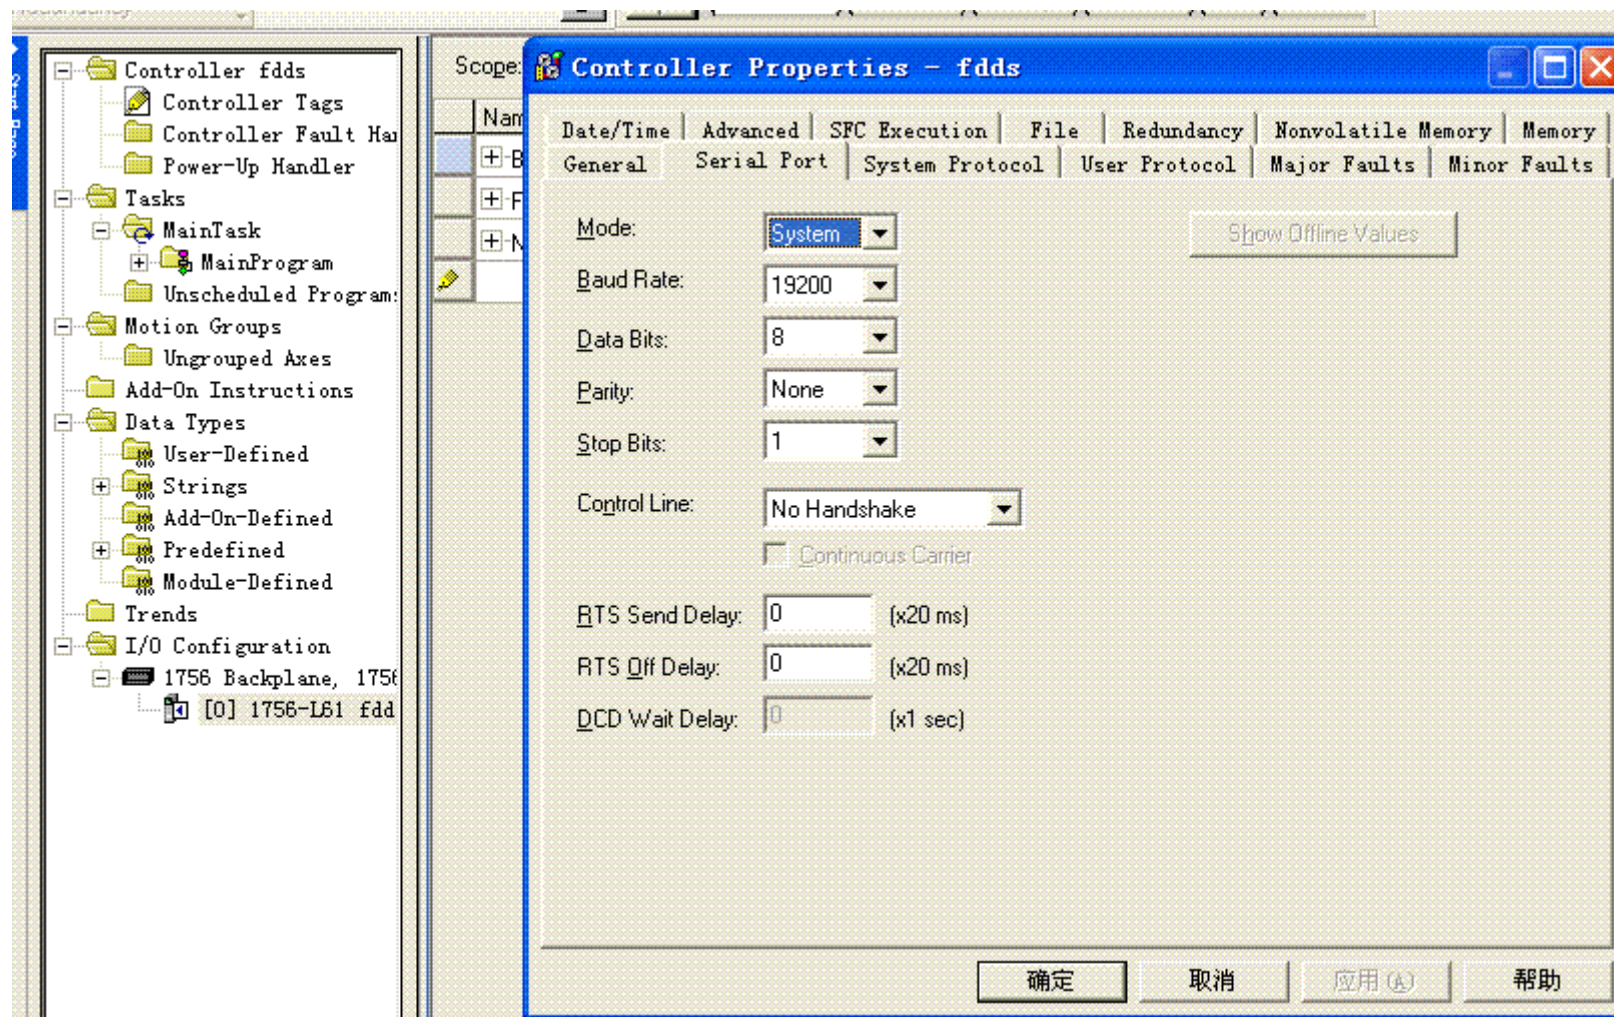 Controller fdds
Controller Tags
Controller Fault Ha
Power-Up Handler
Tasks
MainTask
MainProgram
Unscheduled Program
Motion Groups
Ungrouped Axes
Add-On Instructions
Data Types
User-Defined
Strings
Add-On-Defined
Predefined
Module-Defined
Trends
I/O Configuration
1756 Backplane, 1756
[0] 1756-L61 fdd
Scope:
Nam
B
F
N
Controller Properties - fdds
Date/Time Advanced SFC Execution File Redundancy Nonvolatile Memory Memory
General Serial Port System Protocol User Protocol Major Faults Minor Faults
Mode: System Show Offline Values
Baud Rate: 19200
Data Bits: 8
Parity: None
Stop Bits: 1
Control Line: No Handshake
Continuous Carrier
RTS Send Delay: 0 (x20 ms)
RTS Off Delay: 0 (x20 ms)
DCD Wait Delay: 0 (x1 sec)
确定 取消 应用(A) 帮助